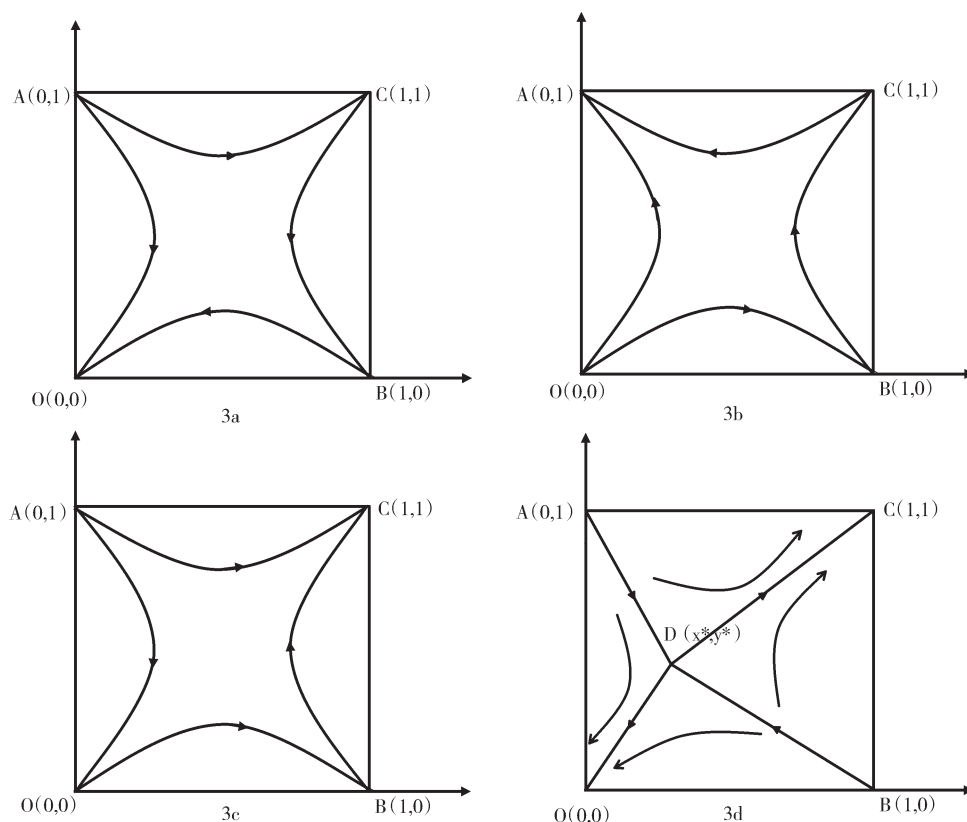 A(0,1)
C(1,1)
O(0,0)
B(1,0)
3a
A(0,1)
C(1,1)
O(0,0)
B(1,0)
3b
A(0,1)
C(1,1)
O(0,0)
B(1,0)
3c
A(0,1)
C(1,1)
D (x*,y*)
O(0,0)
B(1,0)
3d